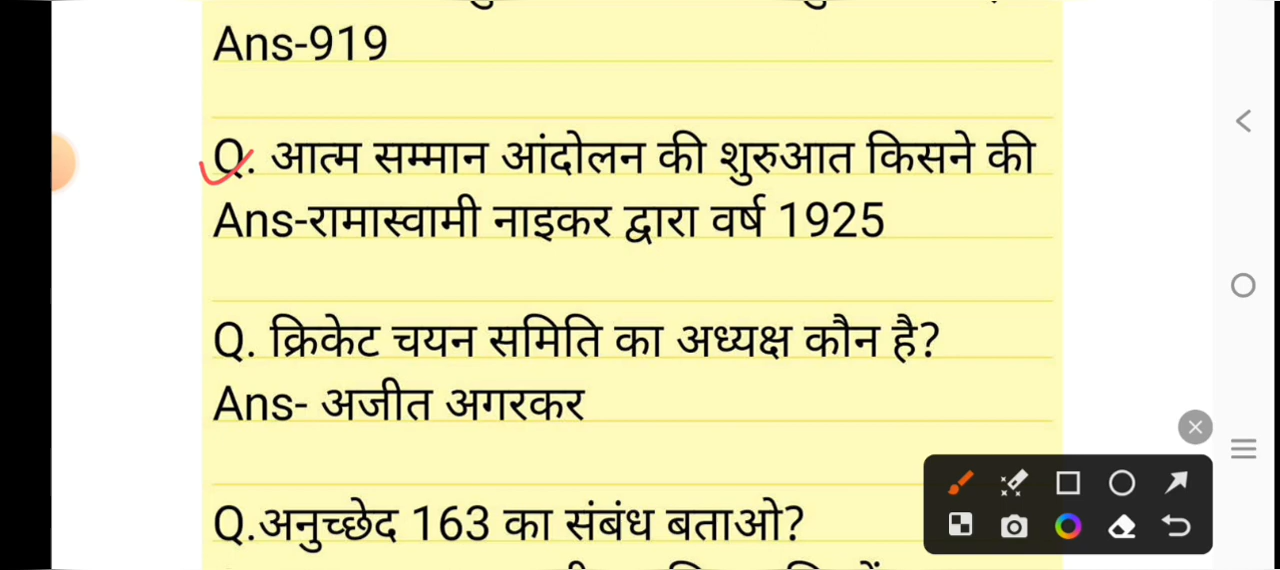 Ans-919
Q. आत्म सम्मान आंदोलन की शुरुआत किसने की
Ans-रामास्वामी नाइकर द्वारा वर्ष 1925
Q. क्रिकेट चयन समिति का अध्यक्ष कौन है?
Ans- अजीत अगरकर
Q.अनुच्छेद 163 का संबंध बताओ?